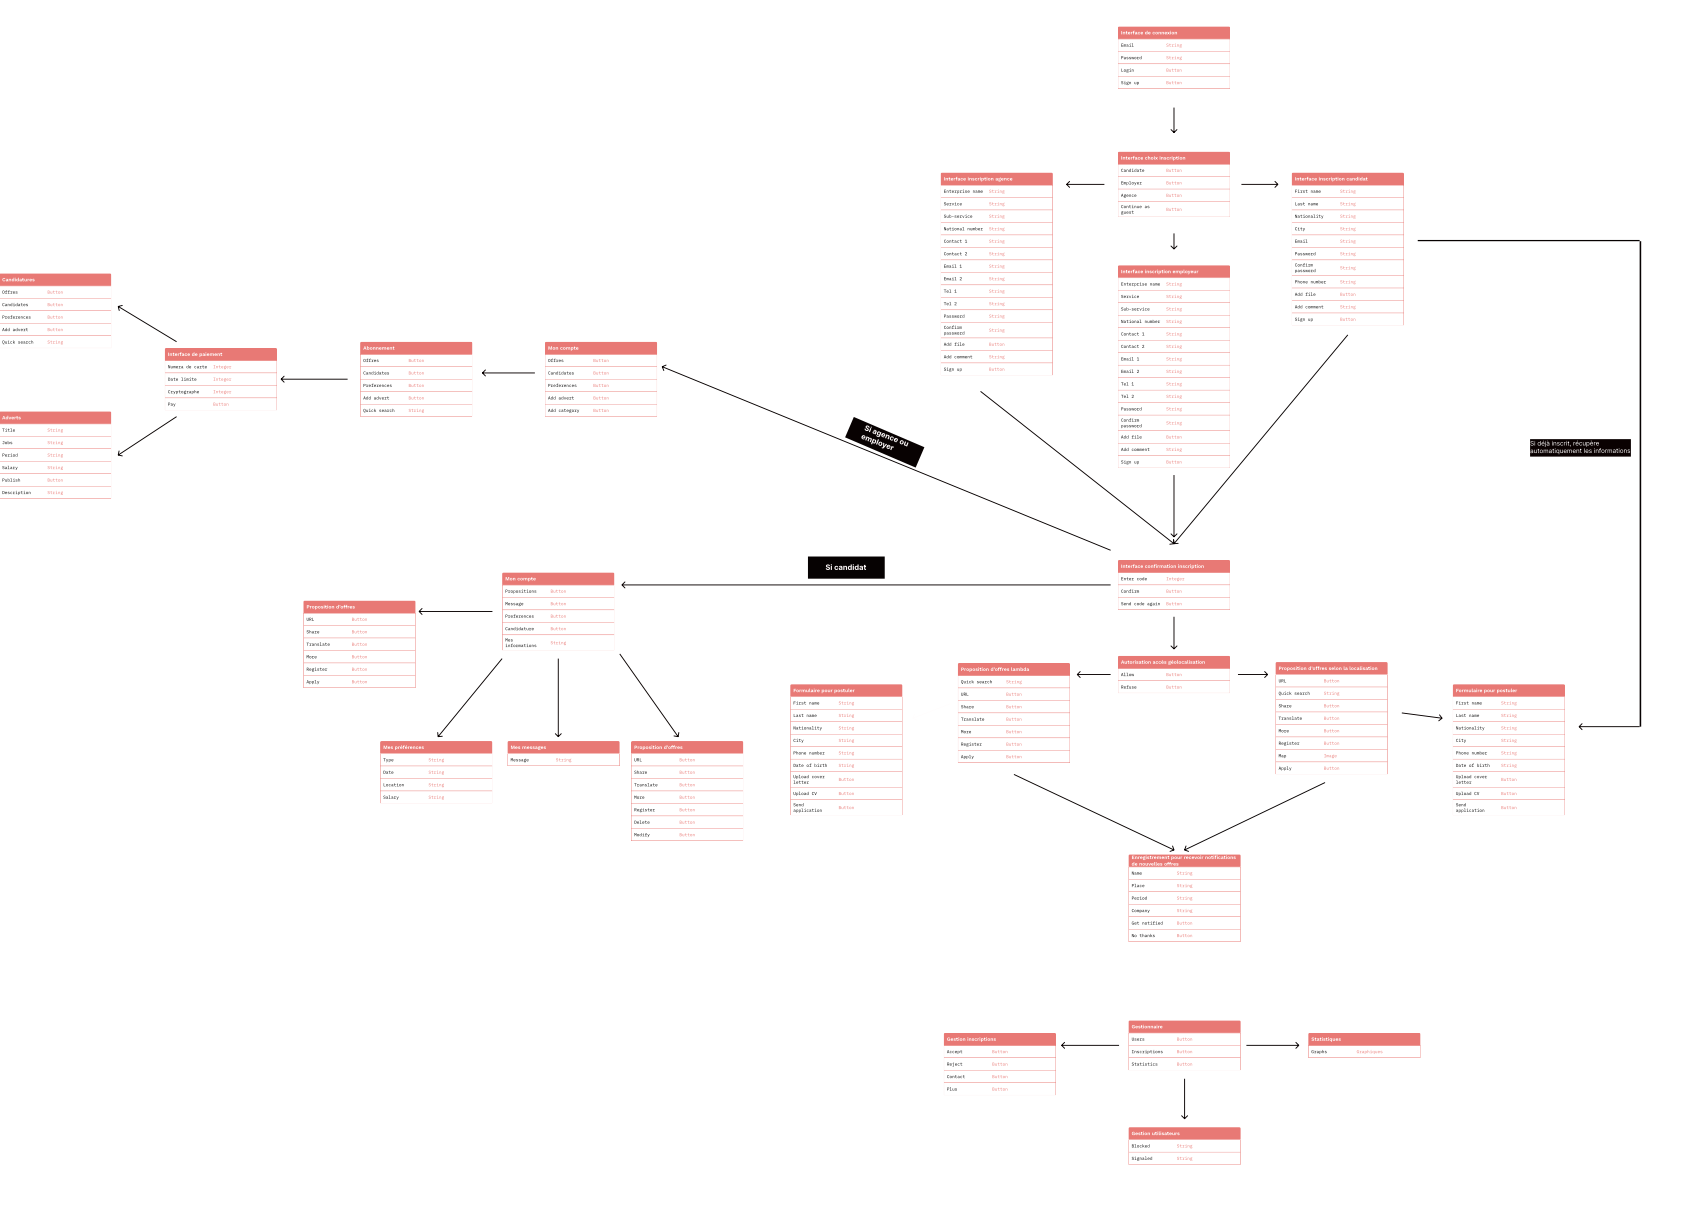 Interface de connexion
Email String
Password String
Login Button
Sign up Button
Interface choix inscription
Candidate Button
Employer Button
Agence Button
Continue as
guest Button
Interface inscription agence
Enterprise name String
Service String
Sub-service String
National number String
Contact 1 String
Contact 2 String
Email 1 String
Email 2 String
Tel 1 String
Tel 2 String
Password String
Confirm
password String
Add file Button
Add comment String
Sign up Button
Interface inscription candidat
First name String
Last name String
Nationality String
City String
Email String
Password String
Confirm
password String
Phone number String
Add file Button
Add comment String
Sign up Button
Interface inscription employeur
Enterprise name String
Service String
Sub-service String
National number String
Contact 1 String
Contact 2 String
Email 1 String
Email 2 String
Tel 1 String
Tel 2 String
Password String
Confirm
password String
Add file Button
Add comment String
Sign up Button
Candidatures
Offres Button
Candidates Button
Preferences Button
Add advert Button
Quick search String
Interface de paiement
Numero de carte Integer
Date limite Integer
Cryptographe Integer
Pay Button
Abonnement
Offres Button
Candidates Button
Preferences Button
Add advert Button
Quick search String
Mon compte
Offres Button
Candidates Button
Preferences Button
Add advert Button
Add category Button
Adverts
Title String
Jobs String
Period String
Salary String
Publish Button
Description String
Si agence ou
employer
Si déjà inscrit, récupère
automatiquement les informations
Si candidat
Interface confirmation inscription
Enter code Integer
Confirm Button
Send code again Button
Mon compte
Propositions Button
Message Button
Preferences Button
Candidature Button
Mes
informations String
Proposition d'offres
URL Button
Share Button
Translate Button
More Button
Register Button
Apply Button
Autorisation accès géolocalisation
Allow Button
Refuse Button
Proposition d'offres lambda
Quick search String
URL Button
Share Button
Translate Button
More Button
Register Button
Apply Button
Proposition d'offres selon la localisation
URL Button
Quick search String
Share Button
Translate Button
More Button
Register Button
Map Image
Apply Button
Formulaire pour postuler
First name String
Last name String
Nationality String
City String
Phone number String
Date of birth String
Upload cover
letter Button
Upload CV Button
Send
application Button
Formulaire pour postuler
First name String
Last name String
Nationality String
City String
Phone number String
Date of birth String
Upload cover
letter Button
Upload CV Button
Send
application Button
Mes préférences
Type String
Date String
Location String
Salary String
Mes messages
Message String
Proposition d'offres
URL Button
Share Button
Translate Button
More Button
Register Button
Delete Button
Modify Button
Enregistrement pour recevoir notifications
de nouvelles offres
Name String
Place String
Period String
Company String
Get notified Button
No thanks Button
Gestionnaire
Users Button
Inscriptions Button
Statistics Button
Gestion inscriptions
Accept Button
Reject Button
Contact Button
Plus Button
Statistiques
Graphs Graphiques
Gestion utilisateurs
Blocked String
Signaled String